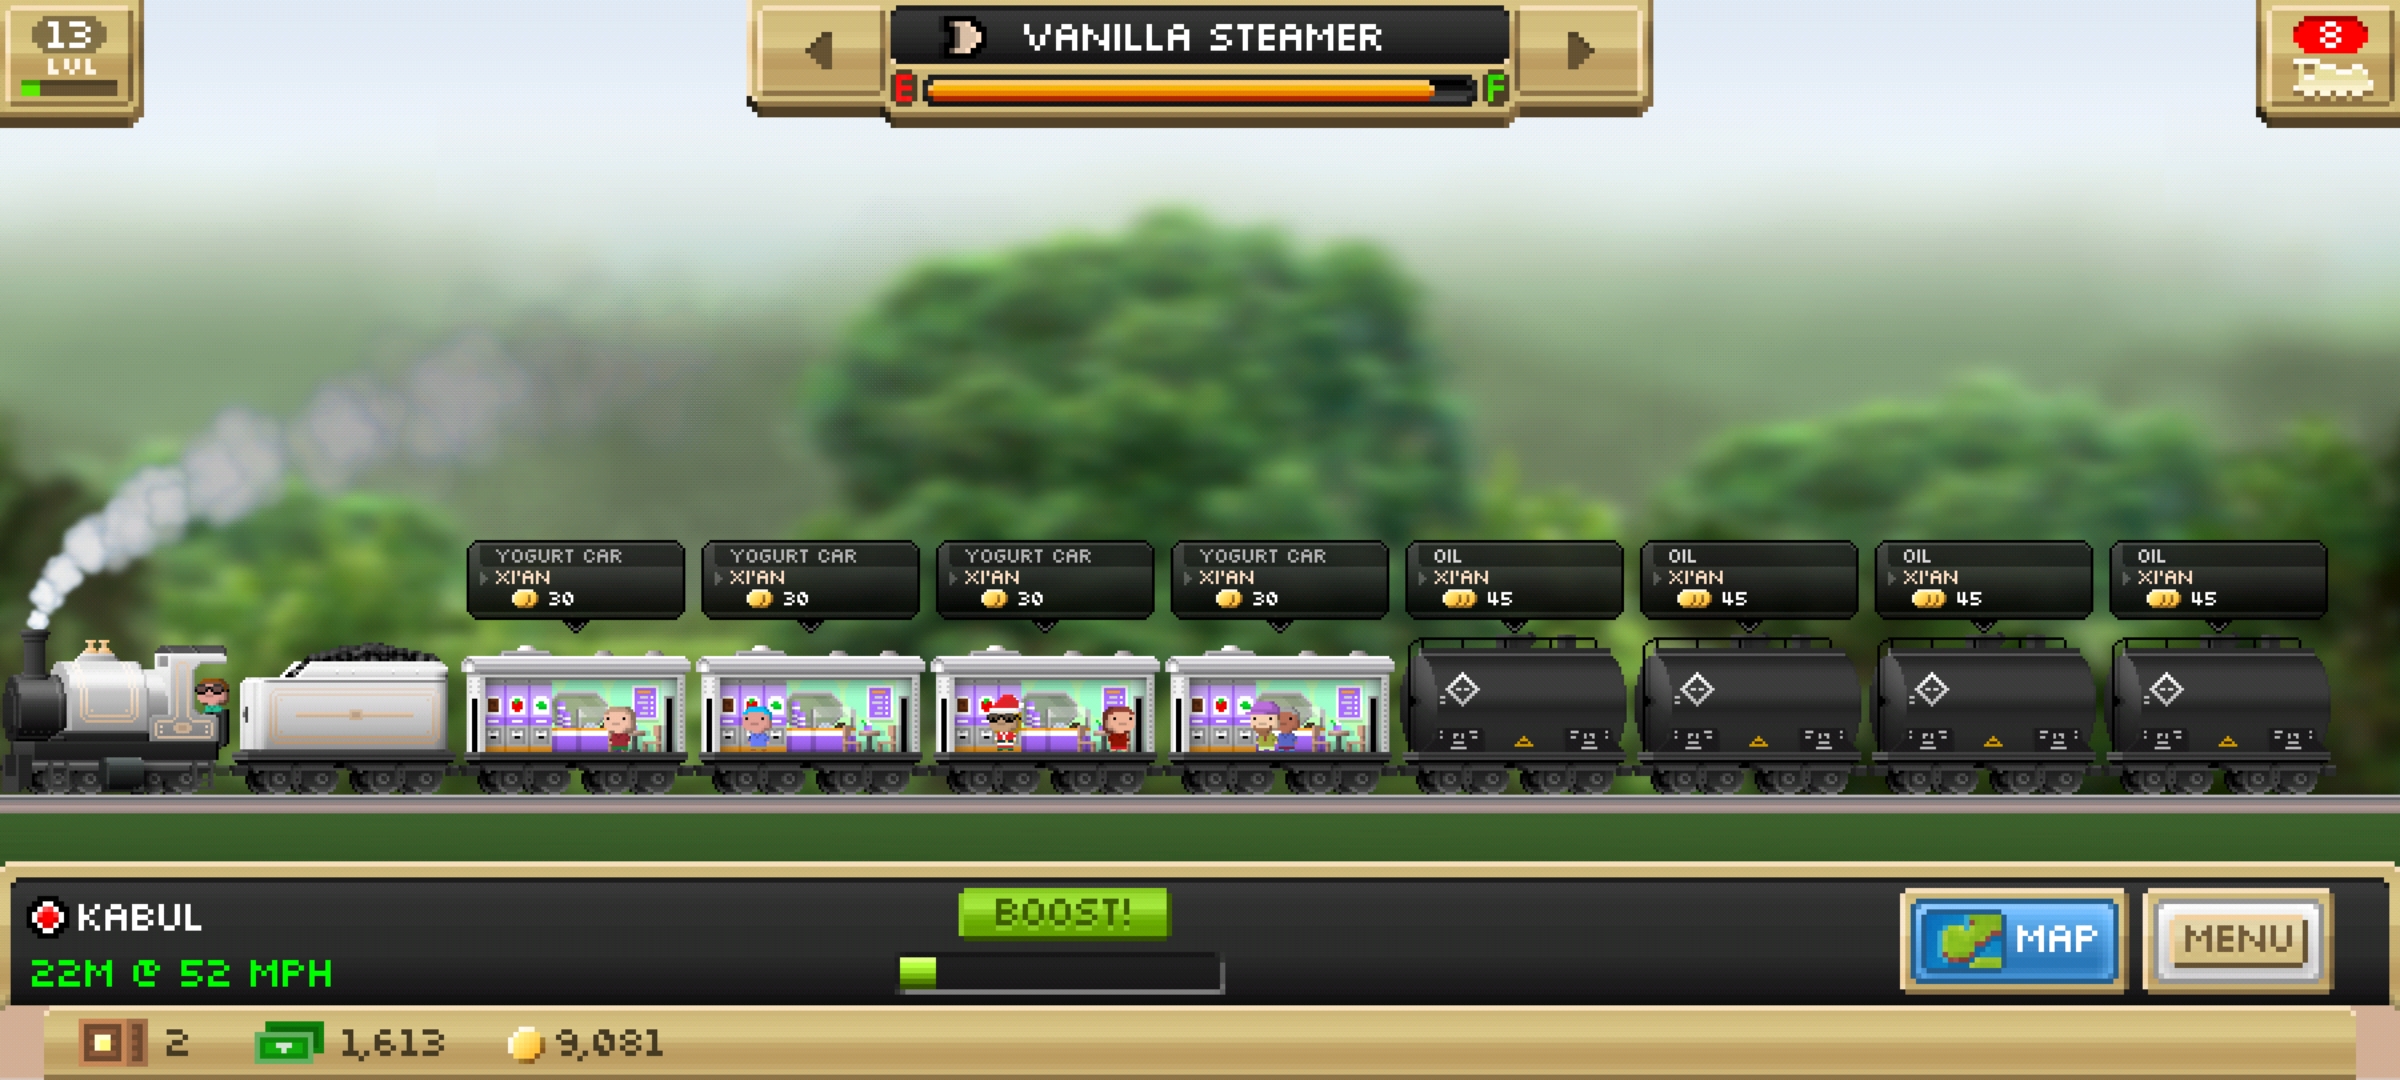 13
LVL
VANILLA STEAMER
E
F
8
YOGURT CAR
XI'AN
30
YOGURT CAR
XI'AN
30
YOGURT CAR
XI'AN
30
YOGURT CAR
XI'AN
30
OIL
XI'AN
45
OIL
XI'AN
45
OIL
XI'AN
45
OIL
XI'AN
45
KABUL
22M @ 52 MPH
BOOST!
MAP
MENU
2
1,613
9,081